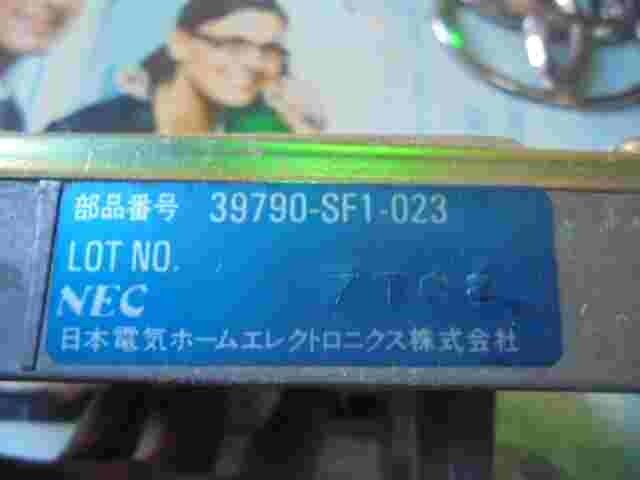 部品番号 39790-SF1-023
LOT NO.
NEC
日本電気ホームエレクトロニクス株式会社